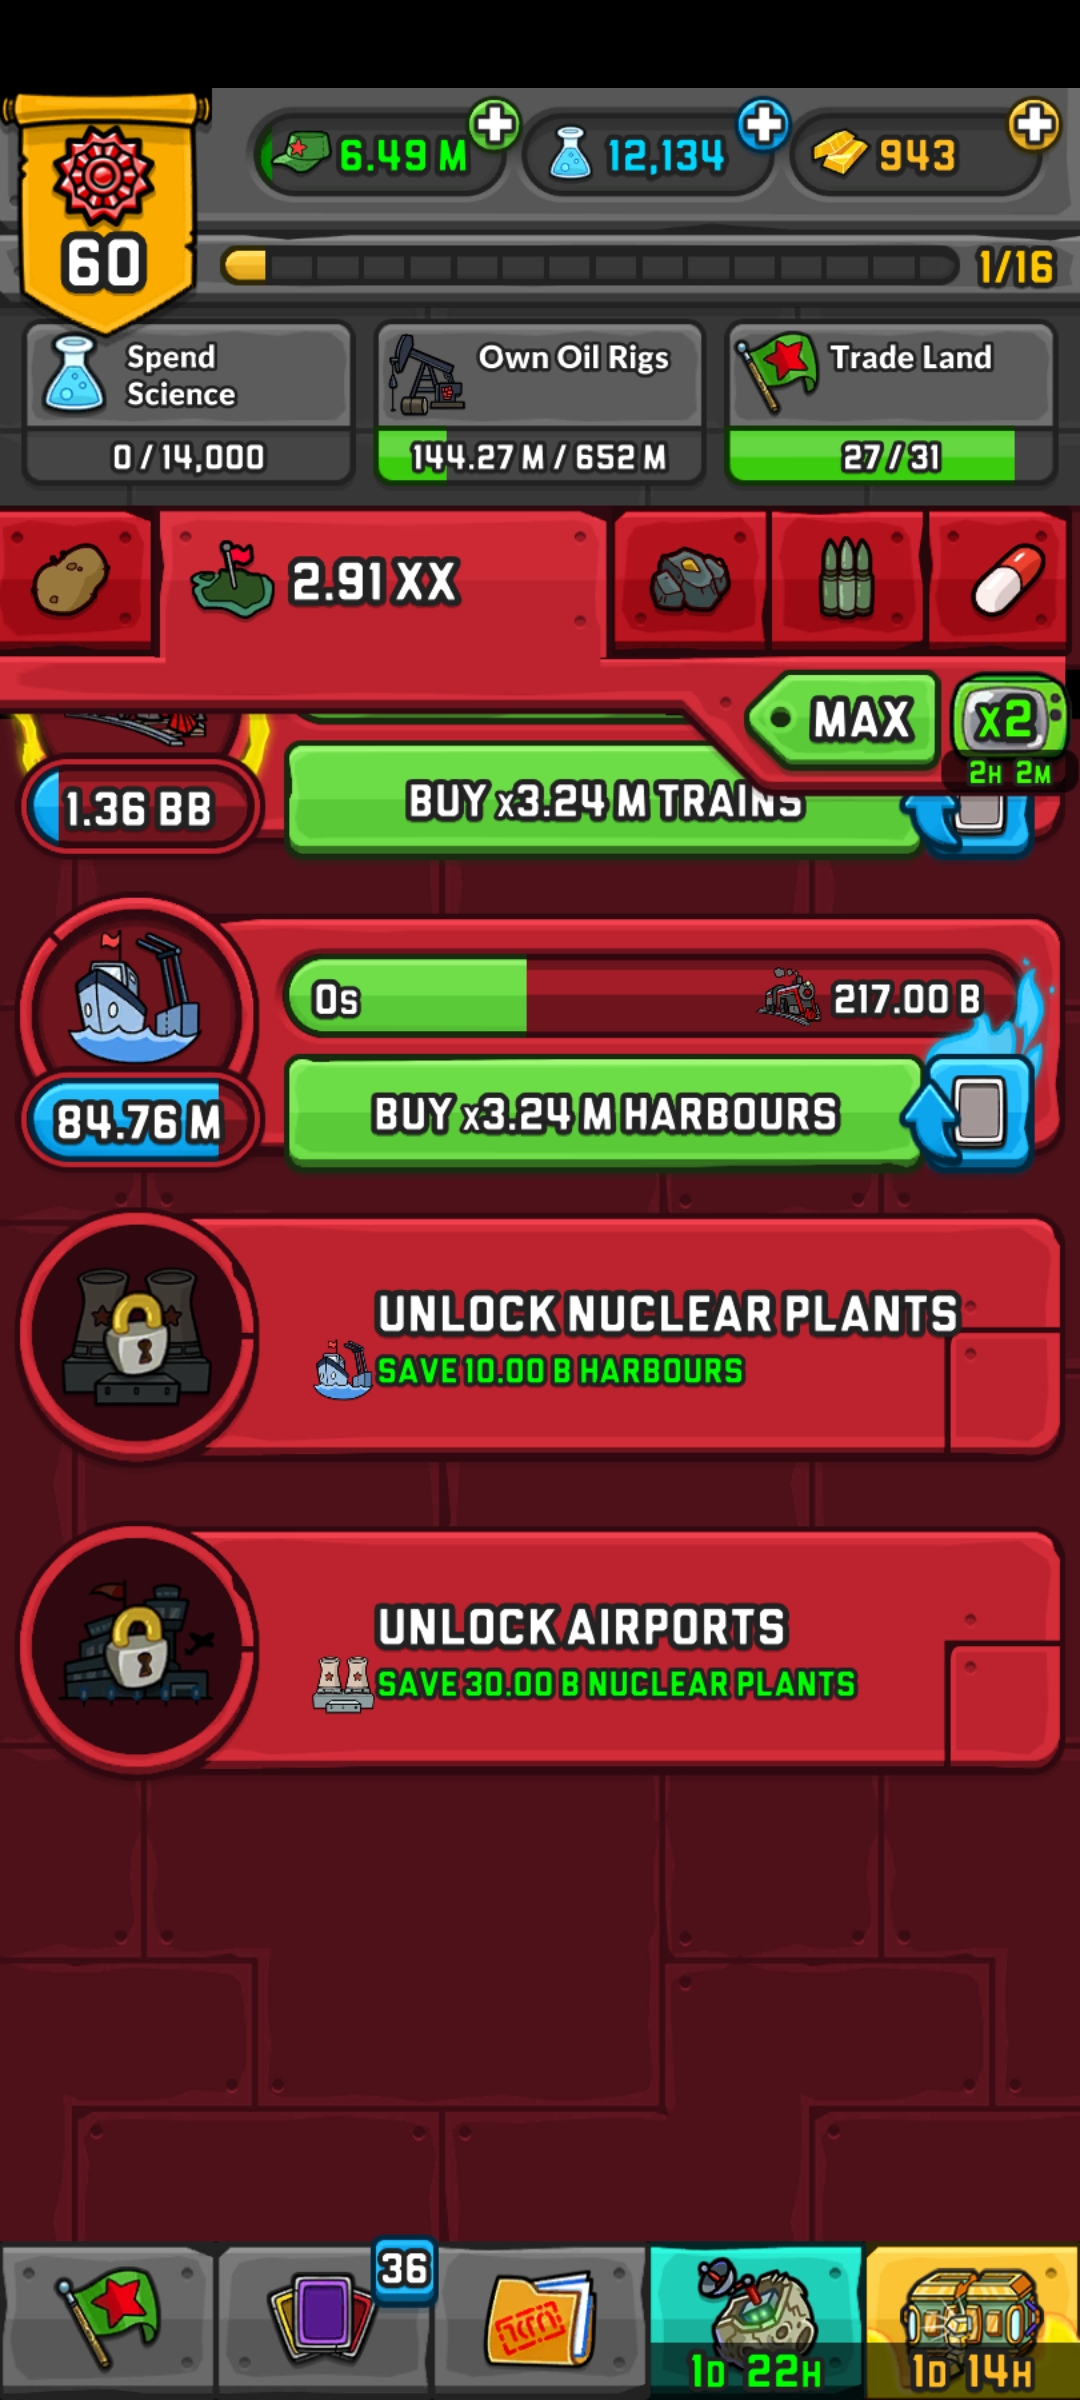 6.49 M
12,134
943
60
1/16
Spend
Science
Own Oil Rigs
Trade Land
0 / 14,000
144.27 M / 652 M
27 / 31
2.91 XX
MAX
x2
2H 2M
1.36 BB
BUY x3.24 M TRAINS
0s
217.00 B
84.76 M
BUY x3.24 M HARBOURS
UNLOCK NUCLEAR PLANTS
SAVE 10.00 B HARBOURS
UNLOCK AIRPORTS
SAVE 30.00 B NUCLEAR PLANTS
36
1D 22H
1D 14H